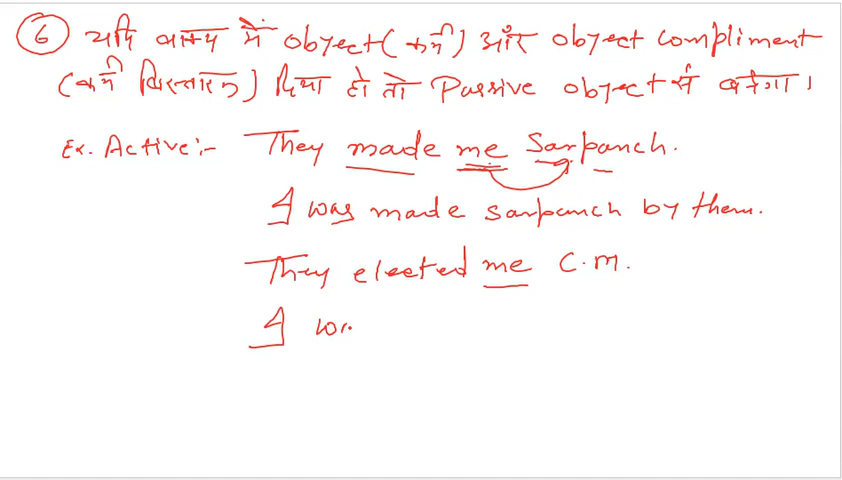 6 यदि वाक्य में object (कर्म) और object compliment
(कर्म विस्तारक) दिया हो तो Passive object से बनेगा।
Ex. Active:- They made me Sarpanch.
I was made sarpanch by them.
They elected me C.M.
I